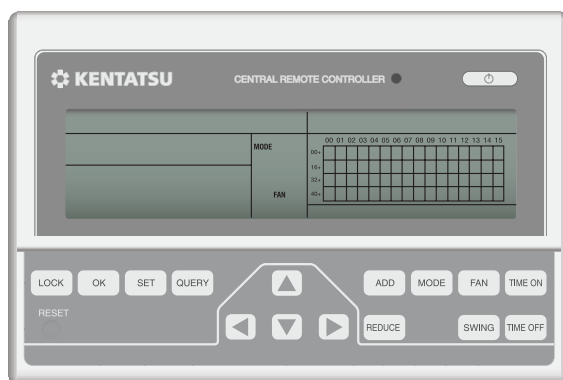 KENTATSU CENTRAL REMOTE CONTROLLER
00 01 02 03 04 05 06 07 08 09 10 11 12 13 14 15
MODE
00+
16+
32+
FAN
40+
LOCK OK SET QUERY ADD MODE FAN TIME ON
RESET
REDUCE SWING TIME OFF